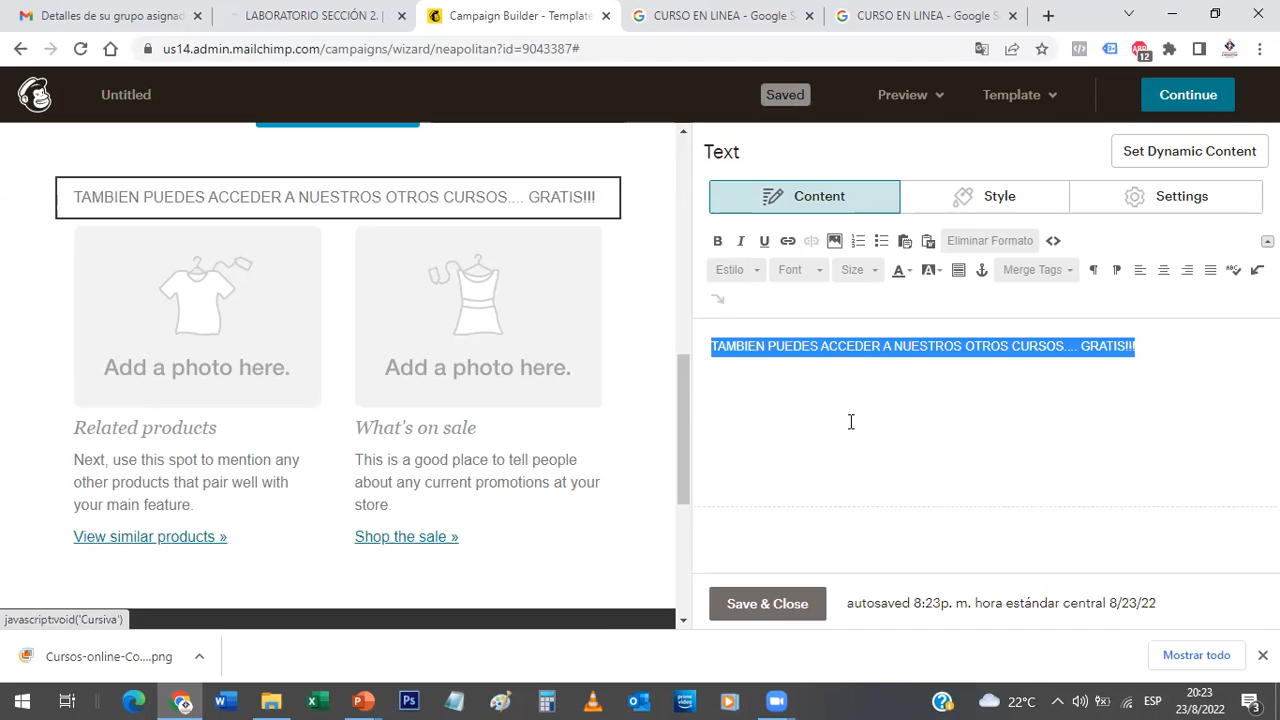 Detalles de su grupo asignad
LABORATORIO SECCIÓN 2. |
Campaign Builder - Template
CURSO EN LINEA - Google S
CURSO EN LINEA - Google S
us14.admin.mailchimp.com/campaigns/wizard/neapolitan?id=9043387#
ABP
12
Untitled
Saved
Preview
Template
Continue
Text
Set Dynamic Content
TAMBIEN PUEDES ACCEDER A NUESTROS OTROS CURSOS.... GRATIS!!!
Content
Style
Settings
B I U
Eliminar Formato
Estilo
Font
Size
A
A
Merge Tags
ABC
TAMBIEN PUEDES ACCEDER A NUESTROS OTROS CURSOS.... GRATIS!!!
Add a photo here.
Add a photo here.
Related products
Next, use this spot to mention any
other products that pair well with
your main feature.
View similar products »
What's on sale
This is a good place to tell people
about any current promotions at your
store.
Shop the sale »
Save & Close
autosaved 8:23p. m. hora estándar central 8/23/22
javascript:void('Cursiva')
Cursos-online-Co....png
Mostrar todo
22°C
ESP
20:23
23/8/2022
3